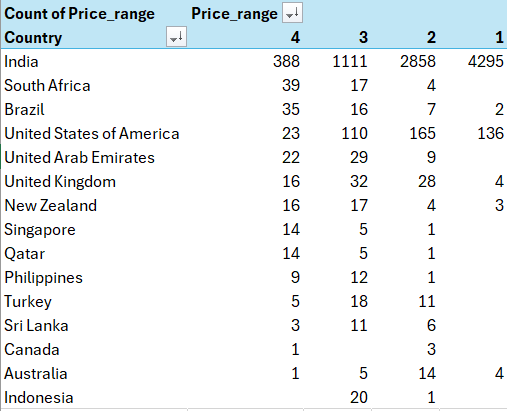 Count of Price_range Price_range
Country 4 3 2 1
India 388 1111 2858 4295
South Africa 39 17 4
Brazil 35 16 7 2
United States of America 23 110 165 136
United Arab Emirates 22 29 9
United Kingdom 16 32 28 4
New Zealand 16 17 4 3
Singapore 14 5 1
Qatar 14 5 1
Philippines 9 12 1
Turkey 5 18 11
Sri Lanka 3 11 6
Canada 1 3
Australia 1 5 14 4
Indonesia 20 1